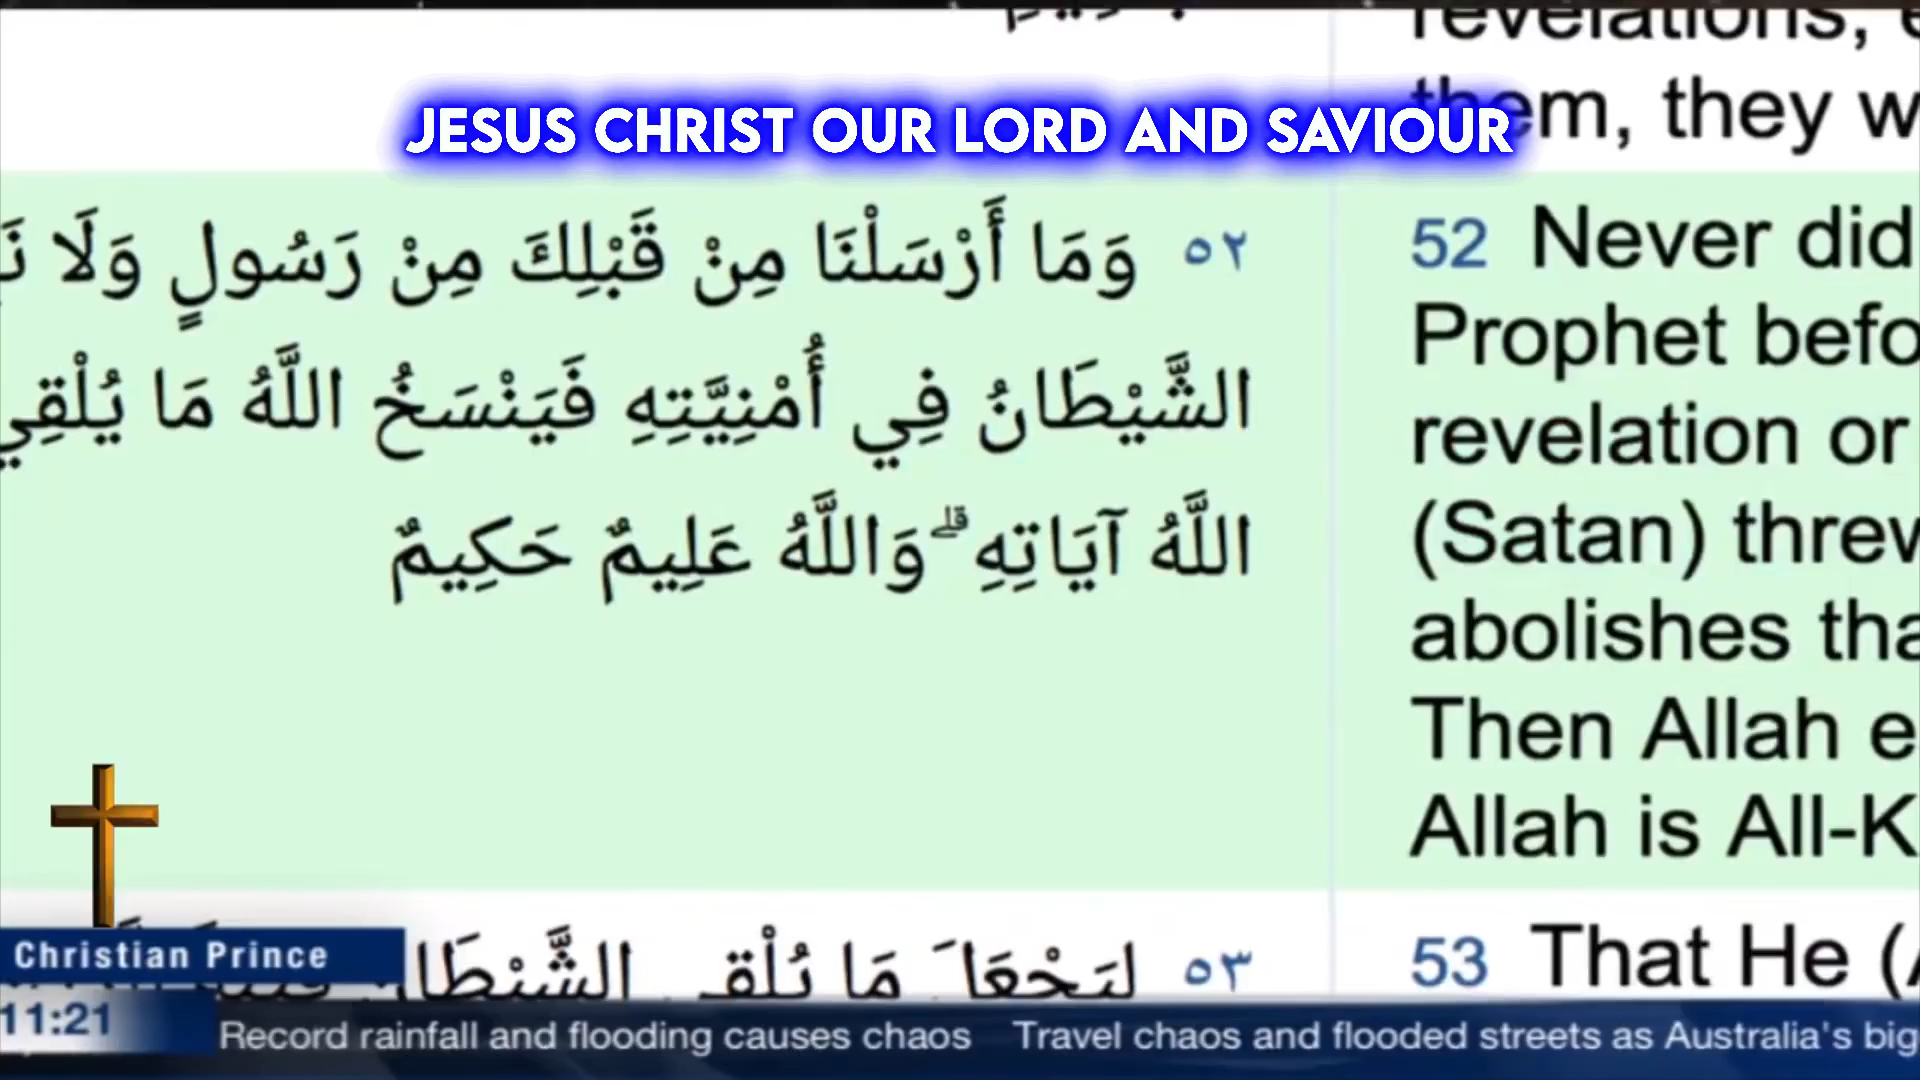 revelations,
JESUS CHRIST OUR LORD AND SAVIOUR
them, they
٥٢ وَمَا أَرْسَلْنَا مِنْ قَبْلِكَ مِنْ رَسُولٍ وَلَا
الشَّيْطَانُ فِي أُمْنِيَّتِهِ فَيَنْسَخُ اللَّهُ مَا يُلْقِي
اللَّهُ آيَاتِهِ ۗ وَاللَّهُ عَلِيمٌ حَكِيمٌ
52 Never did
Prophet befo
revelation or
(Satan) threw
abolishes tha
Then Allah e
Allah is All-K
٥٣ لِيَجْعَلَ مَا يُلْقِي الشَّيْطَانُ
53 That He (A
Christian Prince
11:21
Record rainfall and flooding causes chaos Travel chaos and flooded streets as Australia's big